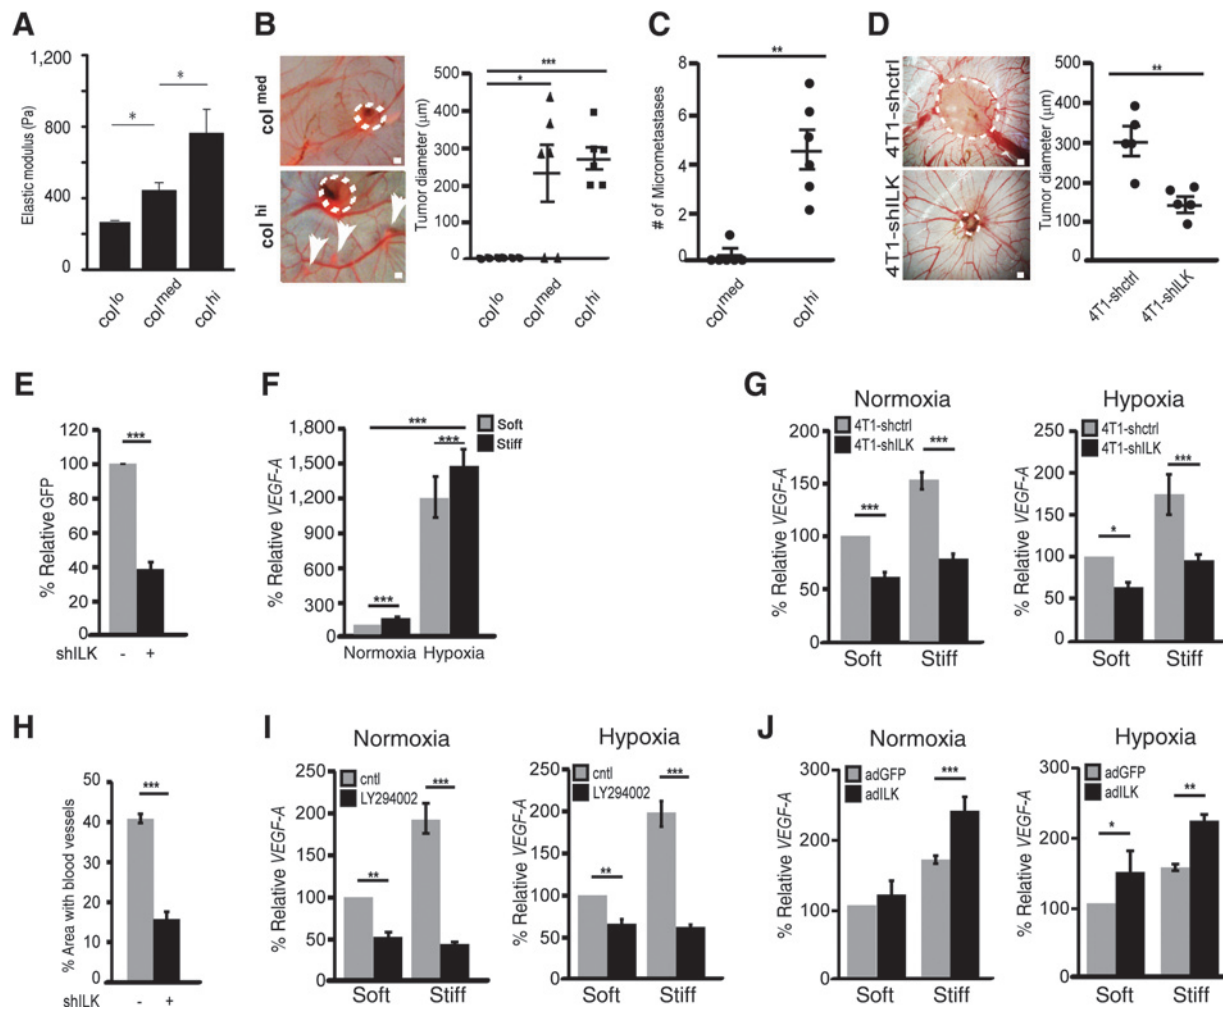 A
1,200
800
400
0
Elastic modulus (Pa)
*
*
col lo
col med
col hi
B
col med
col hi
***
*
500
400
300
200
100
0
Tumor diameter (µm)
col lo
col med
col hi
C
**
8
6
4
2
0
# of Micrometastases
col med
col hi
D
4T1-shctrl
4T1-shILK
**
500
400
300
200
100
0
Tumor diameter (µm)
4T1-shctrl
4T1-shILK
E
120
100
80
60
40
20
0
% Relative GFP
***
shILK - +
F
1,800
1,500
1,200
900
600
300
0
% Relative VEGF-A
***
***
***
Soft
Stiff
Normoxia Hypoxia
G
Normoxia
4T1-shctrl
4T1-shILK
200
150
100
50
0
% Relative VEGF-A
***
***
Soft Stiff
Hypoxia
4T1-shctrl
4T1-shILK
250
200
150
100
50
0
% Relative VEGF-A
*
***
Soft Stiff
H
50
40
30
20
10
0
% Area with blood vessels
***
shILK - +
I
Normoxia
cntl
LY294002
250
200
150
100
50
0
% Relative VEGF-A
**
***
Soft Stiff
Hypoxia
cntl
LY294002
250
200
150
100
50
0
% Relative VEGF-A
**
***
Soft Stiff
J
Normoxia
adGFP
adILK
300
200
100
0
% Relative VEGF-A
***
Soft Stiff
Hypoxia
adGFP
adILK
300
200
100
0
% Relative VEGF-A
*
**
Soft Stiff